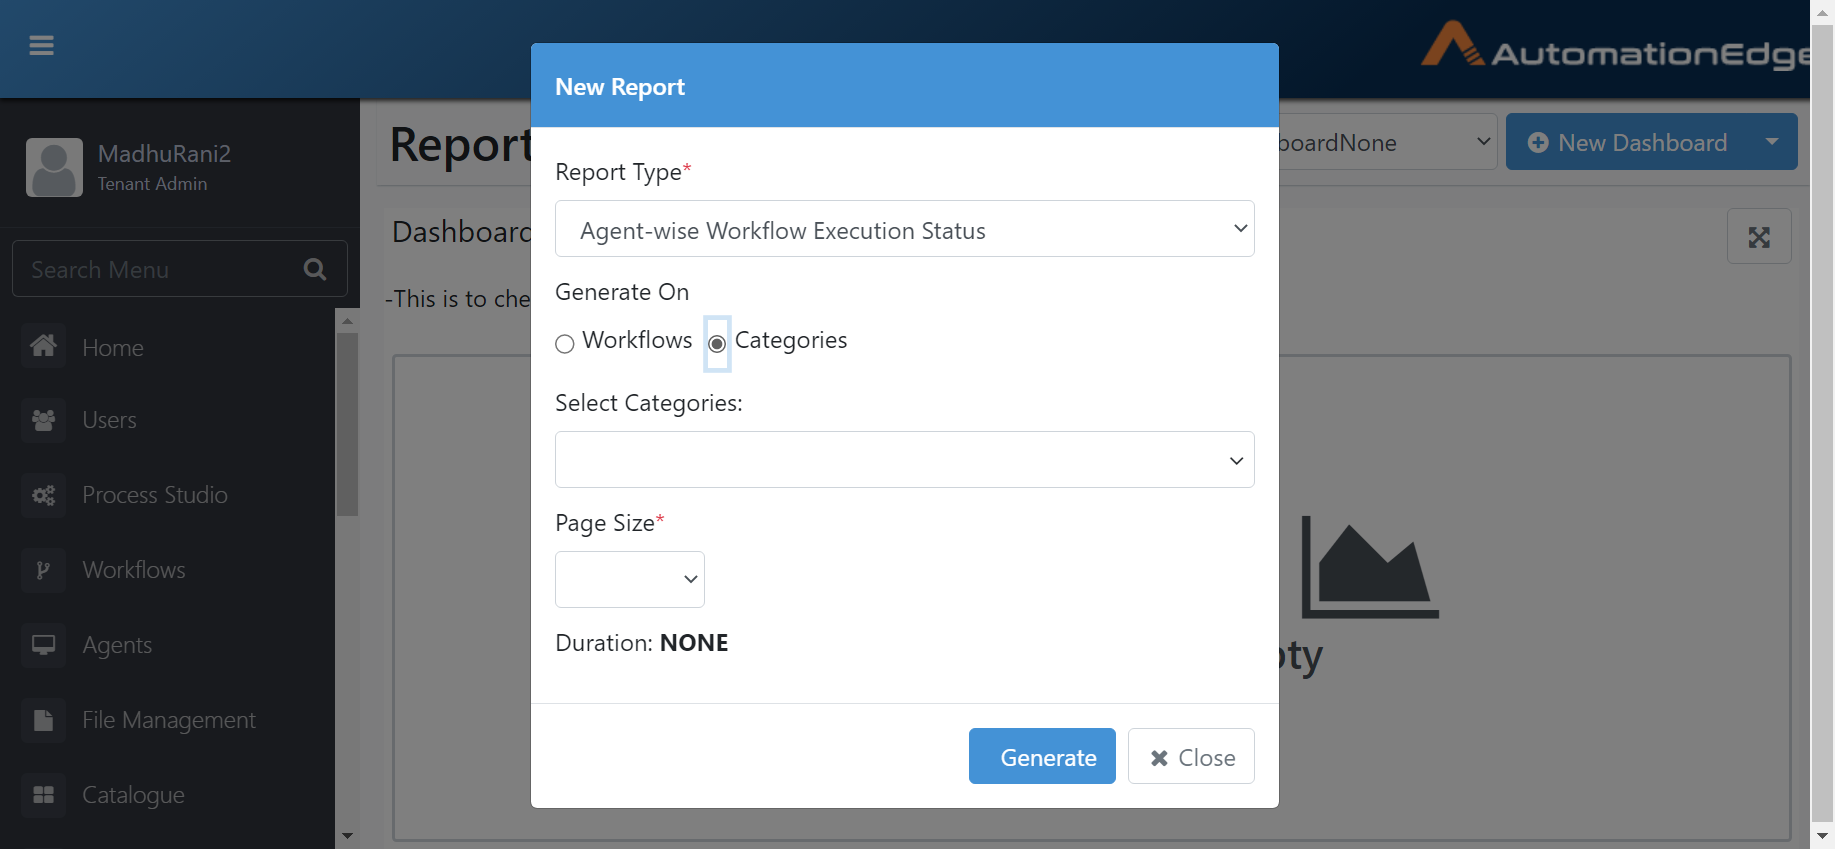 AutomationEdge
New Report
MadhuRani2
Tenant Admin
Search Menu
Home
Users
Process Studio
Workflows
Agents
File Management
Catalogue
Report
boardNone
New Dashboard
Dashboard
-This is to che
Report Type*
Agent-wise Workflow Execution Status
Generate On
Workflows Categories
Select Categories:
Page Size*
Duration: NONE
Generate
Close